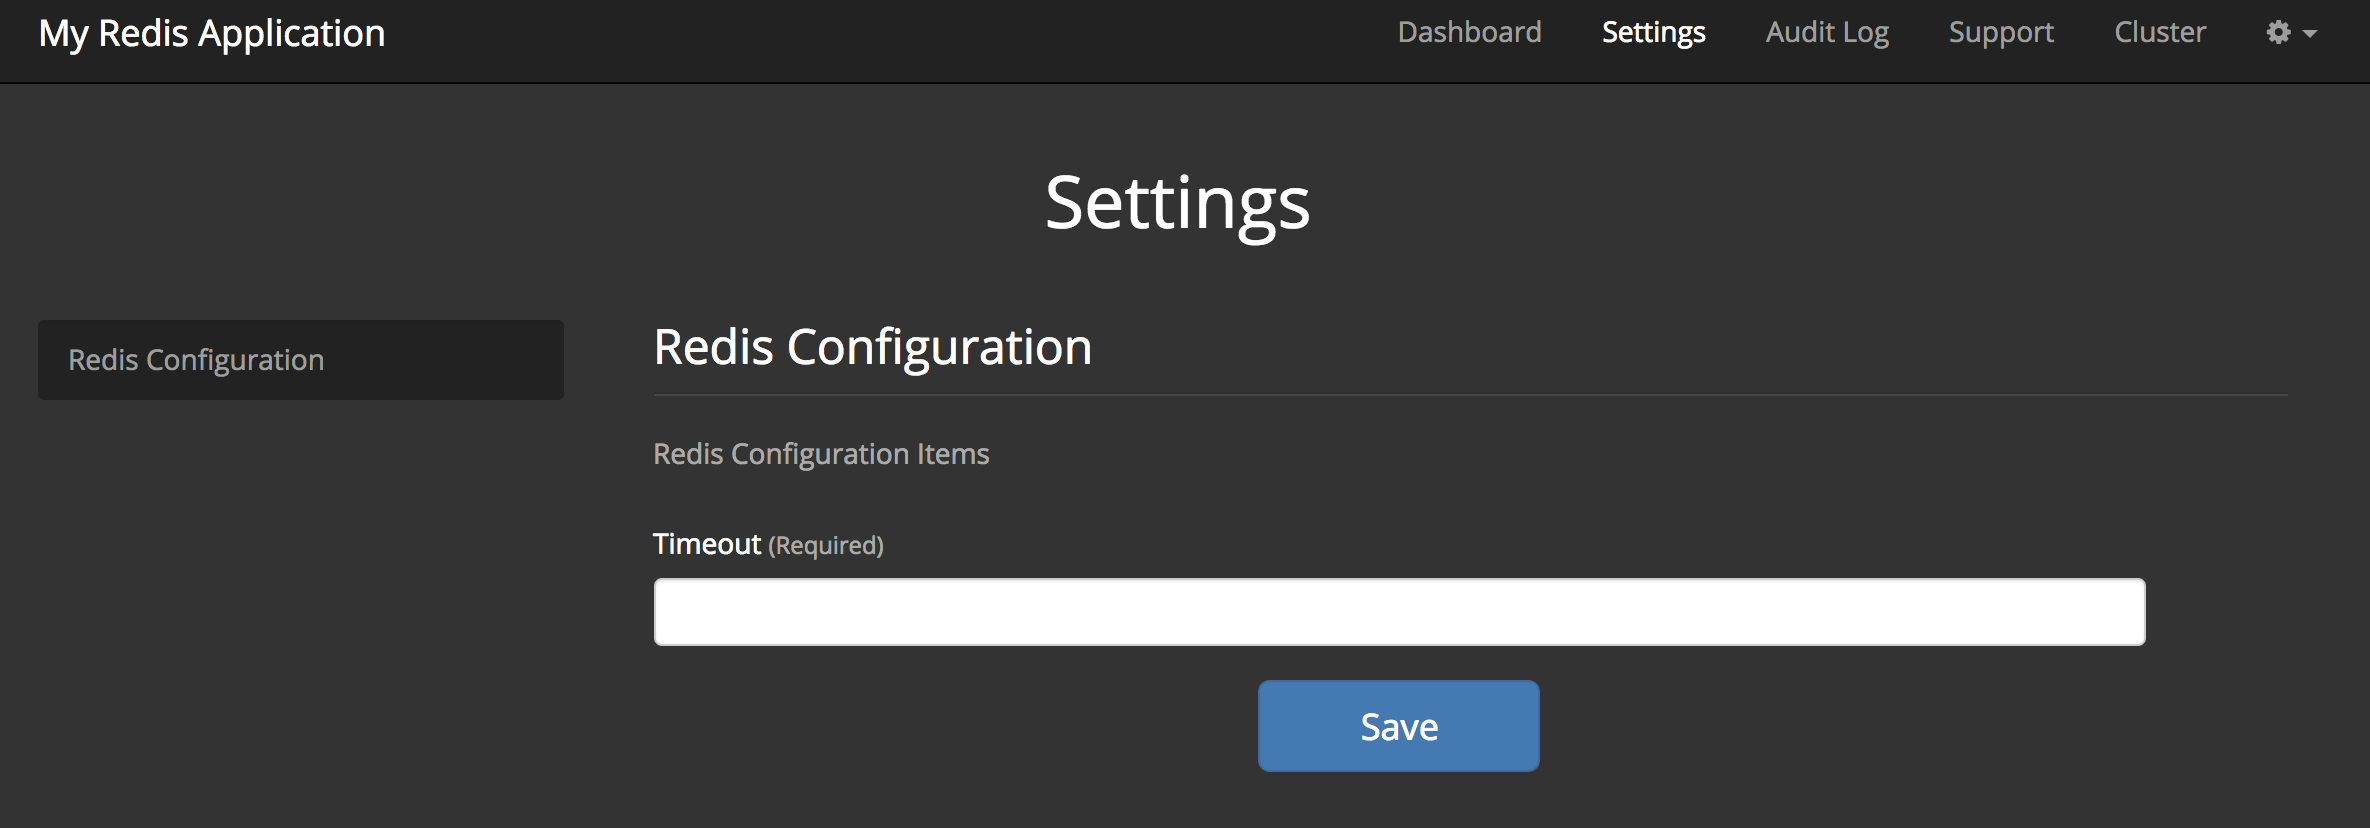 My Redis Application
Dashboard Settings Audit Log Support Cluster
Settings
Redis Configuration
Redis Configuration
Redis Configuration Items
Timeout (Required)
Save